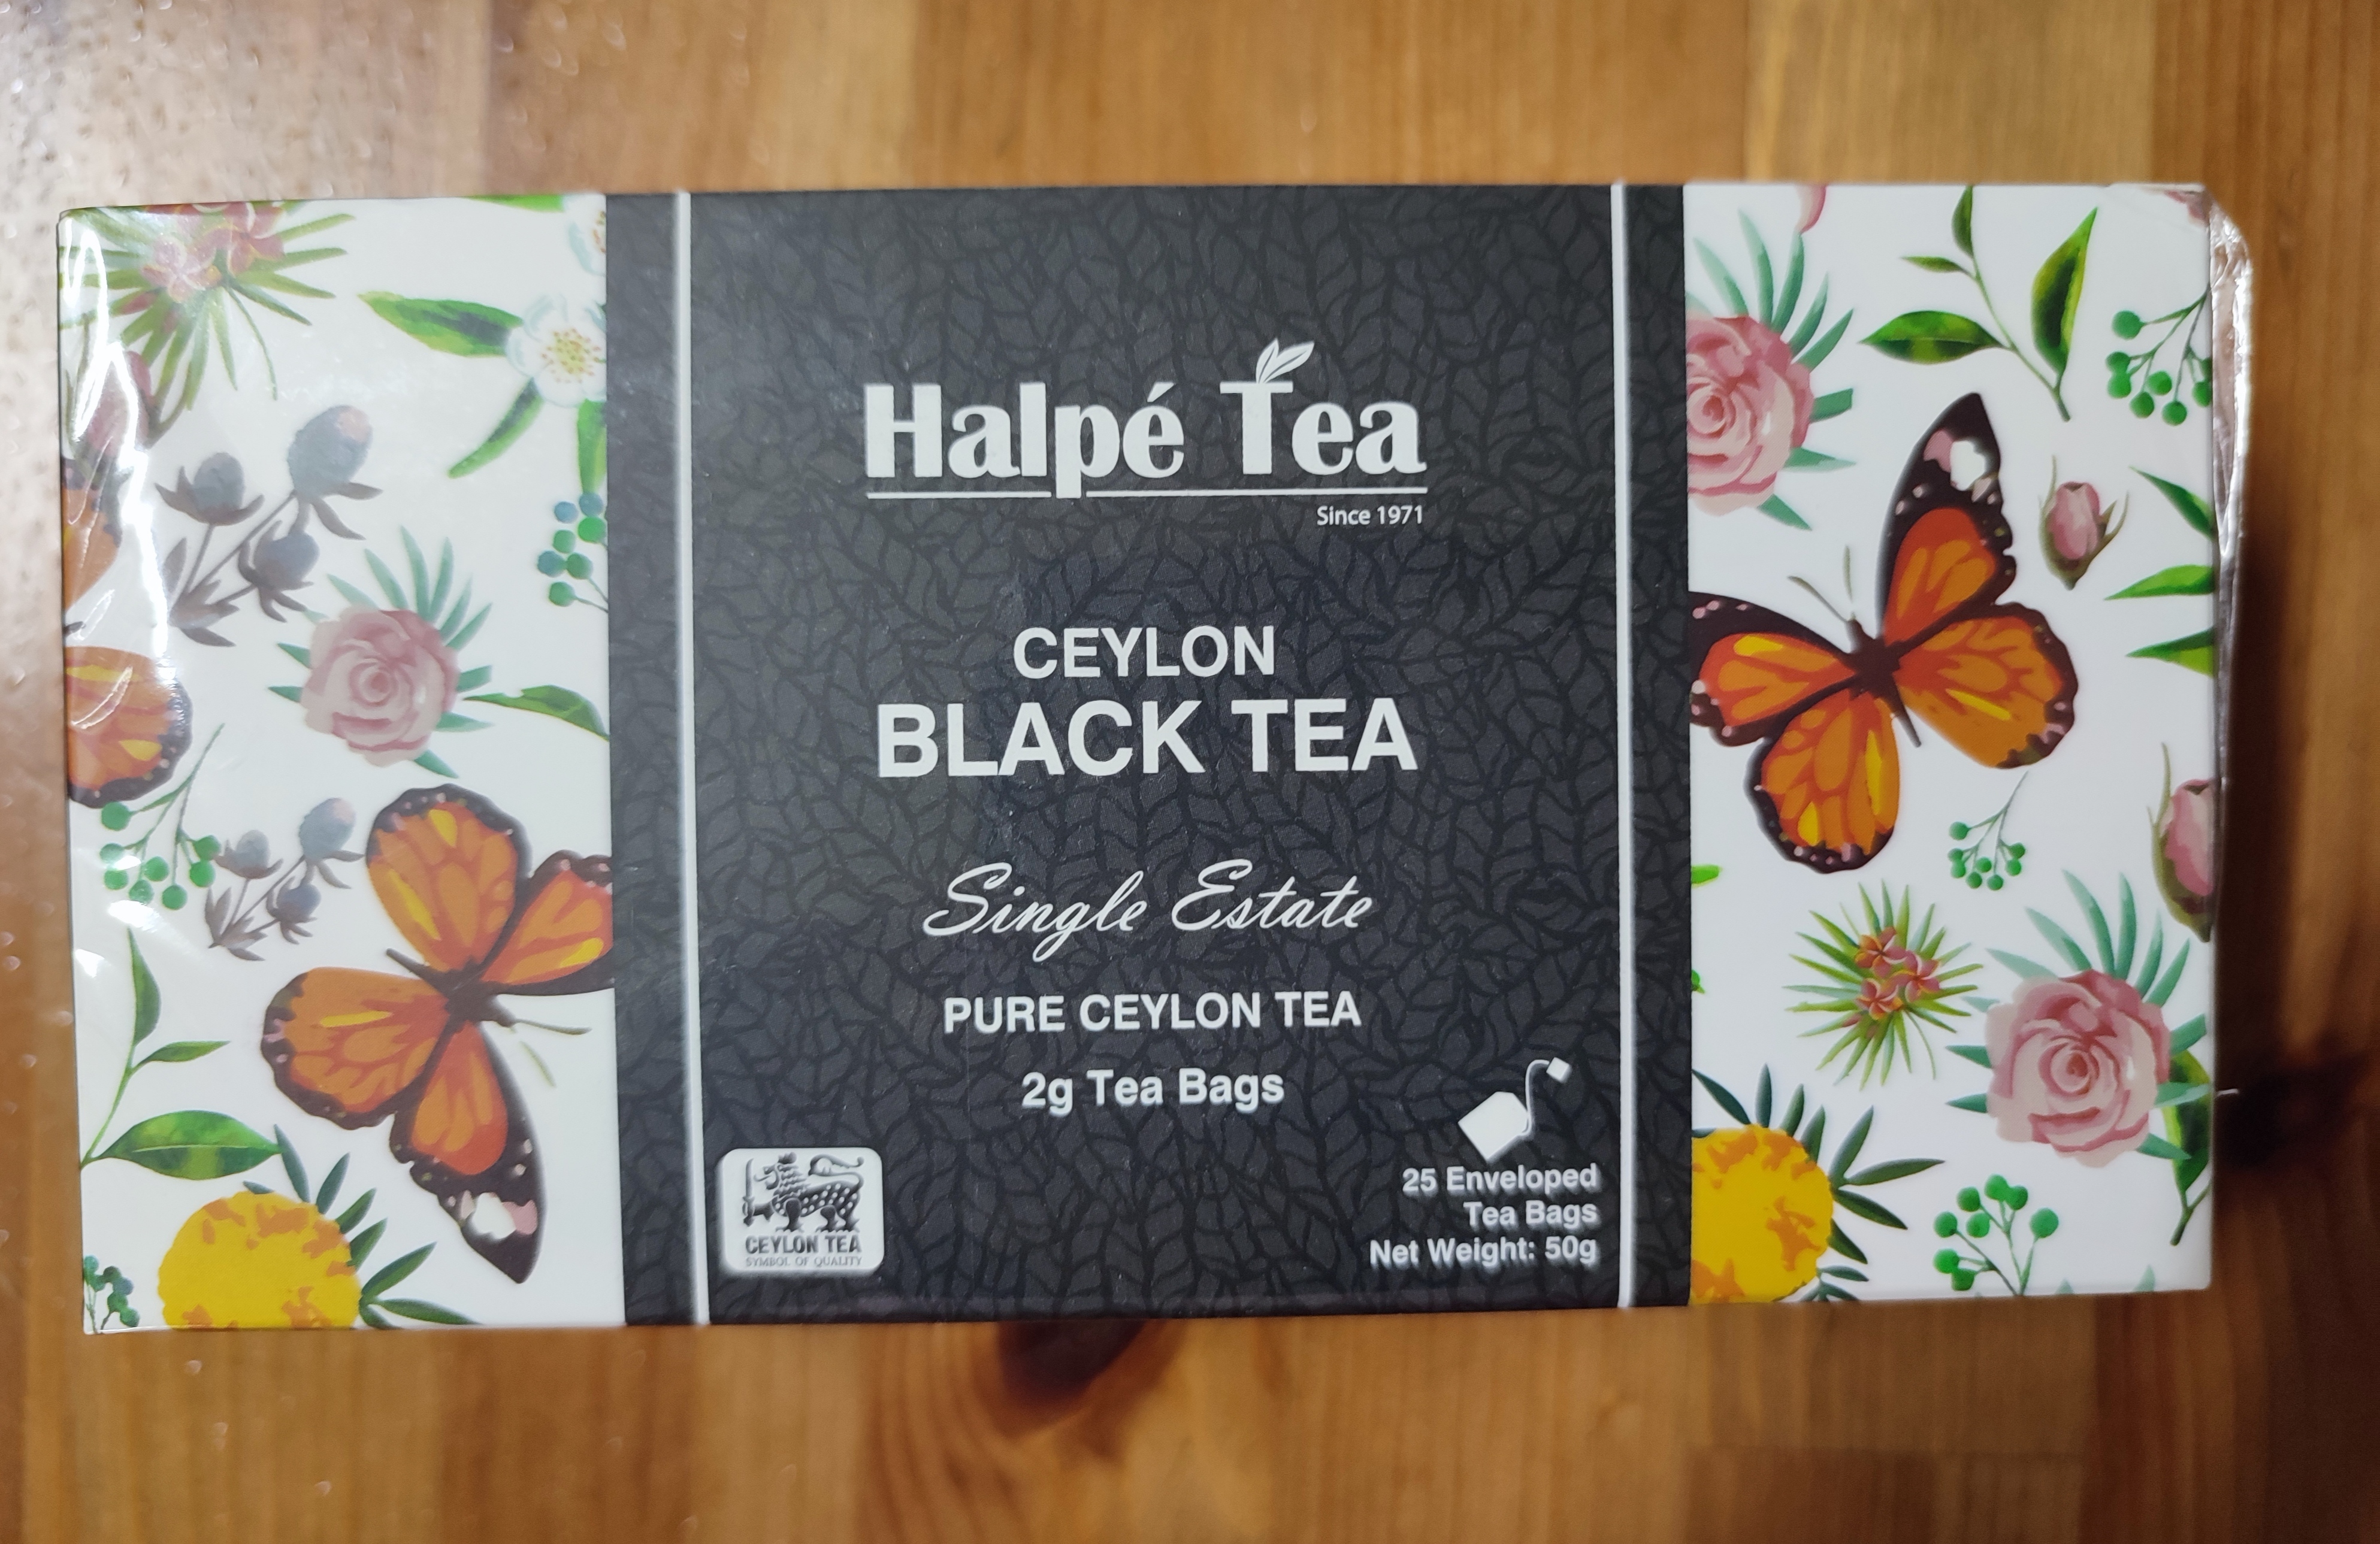 Halpé Tea
Since 1971
CEYLON
BLACK TEA
Single Estate
PURE CEYLON TEA
2g Tea Bags
CEYLON TEA
SYMBOL OF QUALITY
25 Enveloped
Tea Bags
Net Weight: 50g